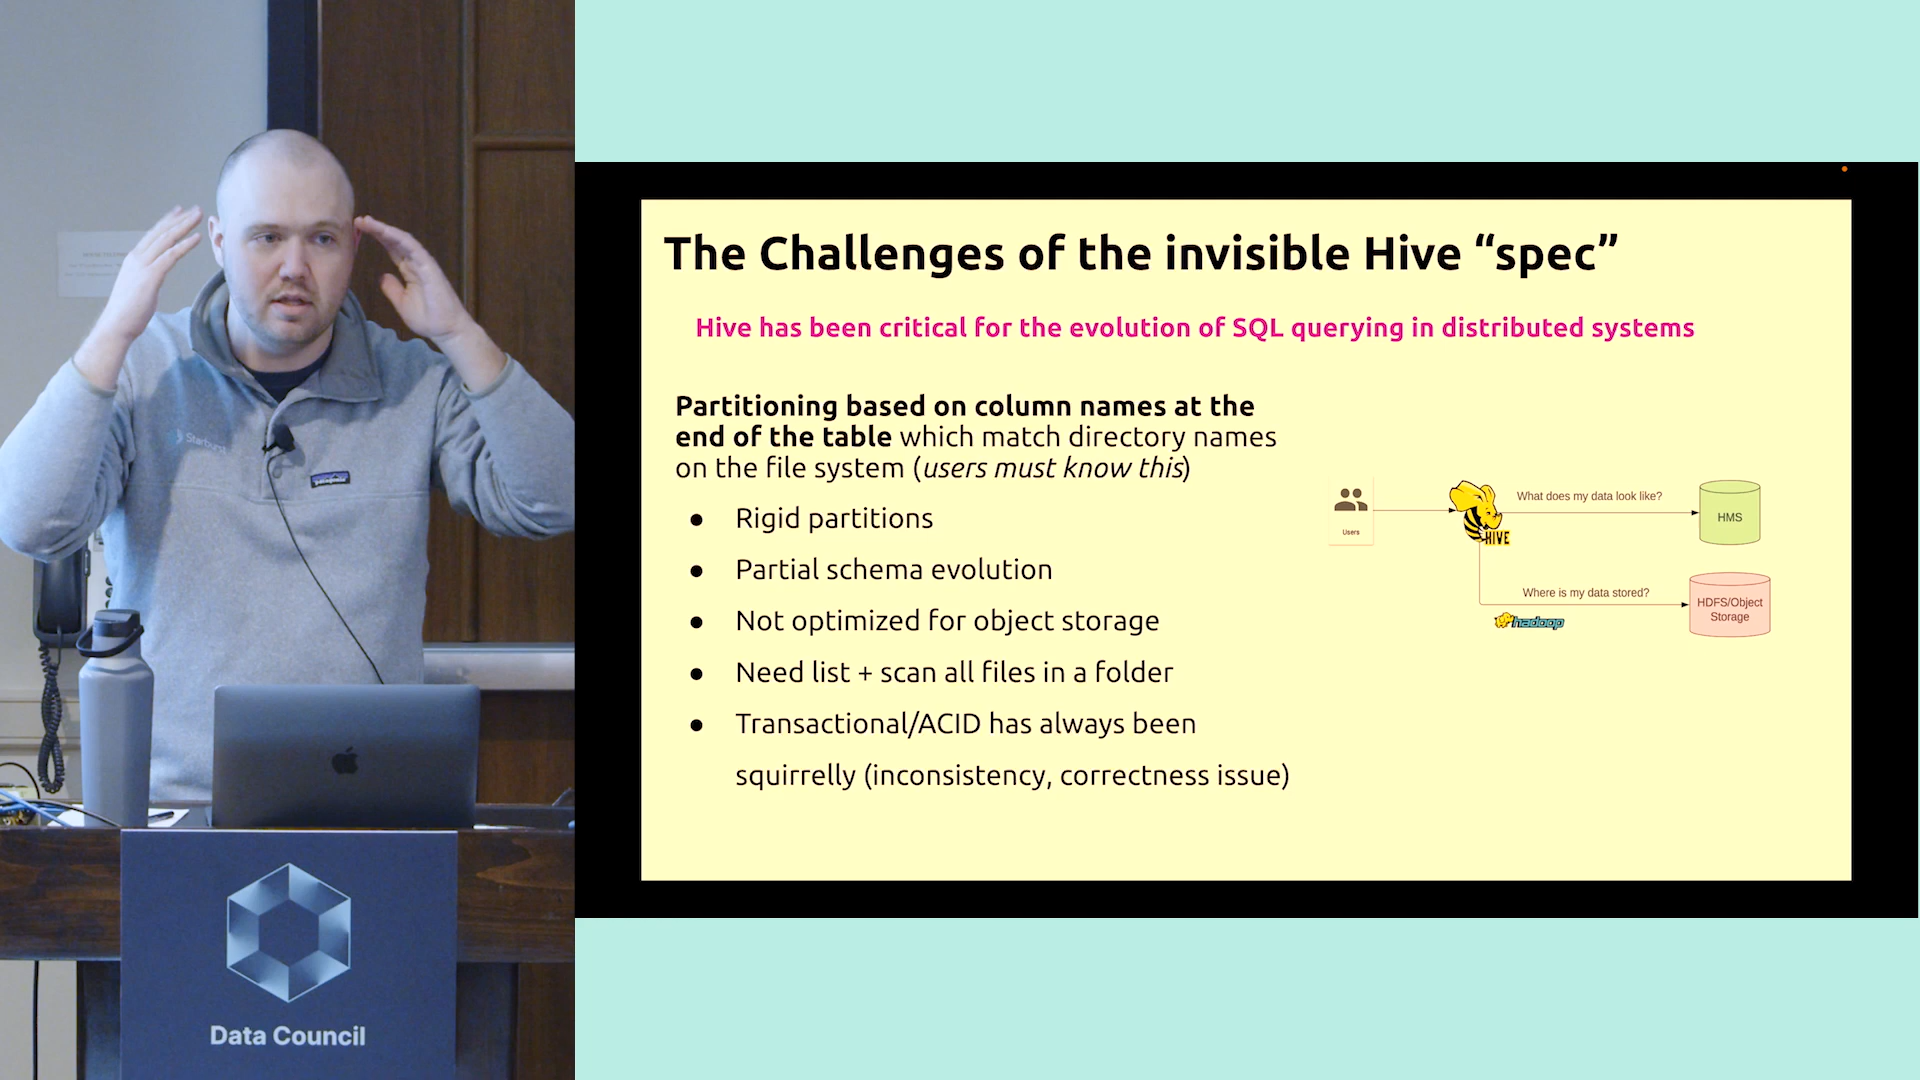 The Challenges of the invisible Hive “spec”
Hive has been critical for the evolution of SQL querying in distributed systems
Partitioning based on column names at the
end of the table which match directory names
on the file system (users must know this)
● Rigid partitions
● Partial schema evolution
● Not optimized for object storage
● Need list + scan all files in a folder
● Transactional/ACID has always been
squirrelly (inconsistency, correctness issue)
Users
HIVE
What does my data look like?
HMS
Where is my data stored?
hadoop
HDFS/Object
Storage
Starburst
patagonia
Data Council